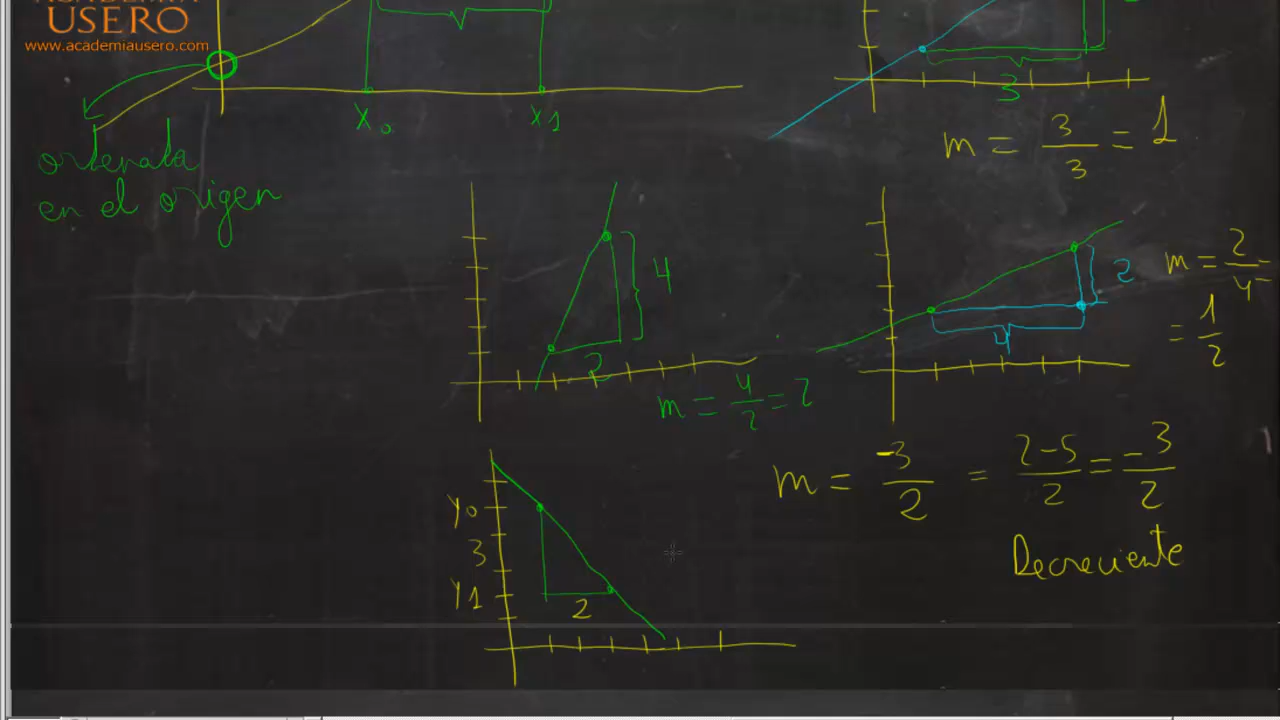 USERO
www.academiausero.com
X0
X1
ordenada
en el origen
3
m = 3/3 = 1
4
2
m = 4/2 = 2
2
4
m = 2/4 =
= 1/2
Y0
3
Y1
2
m = -3/2 = 2-5/2 = -3/2
Decreciente